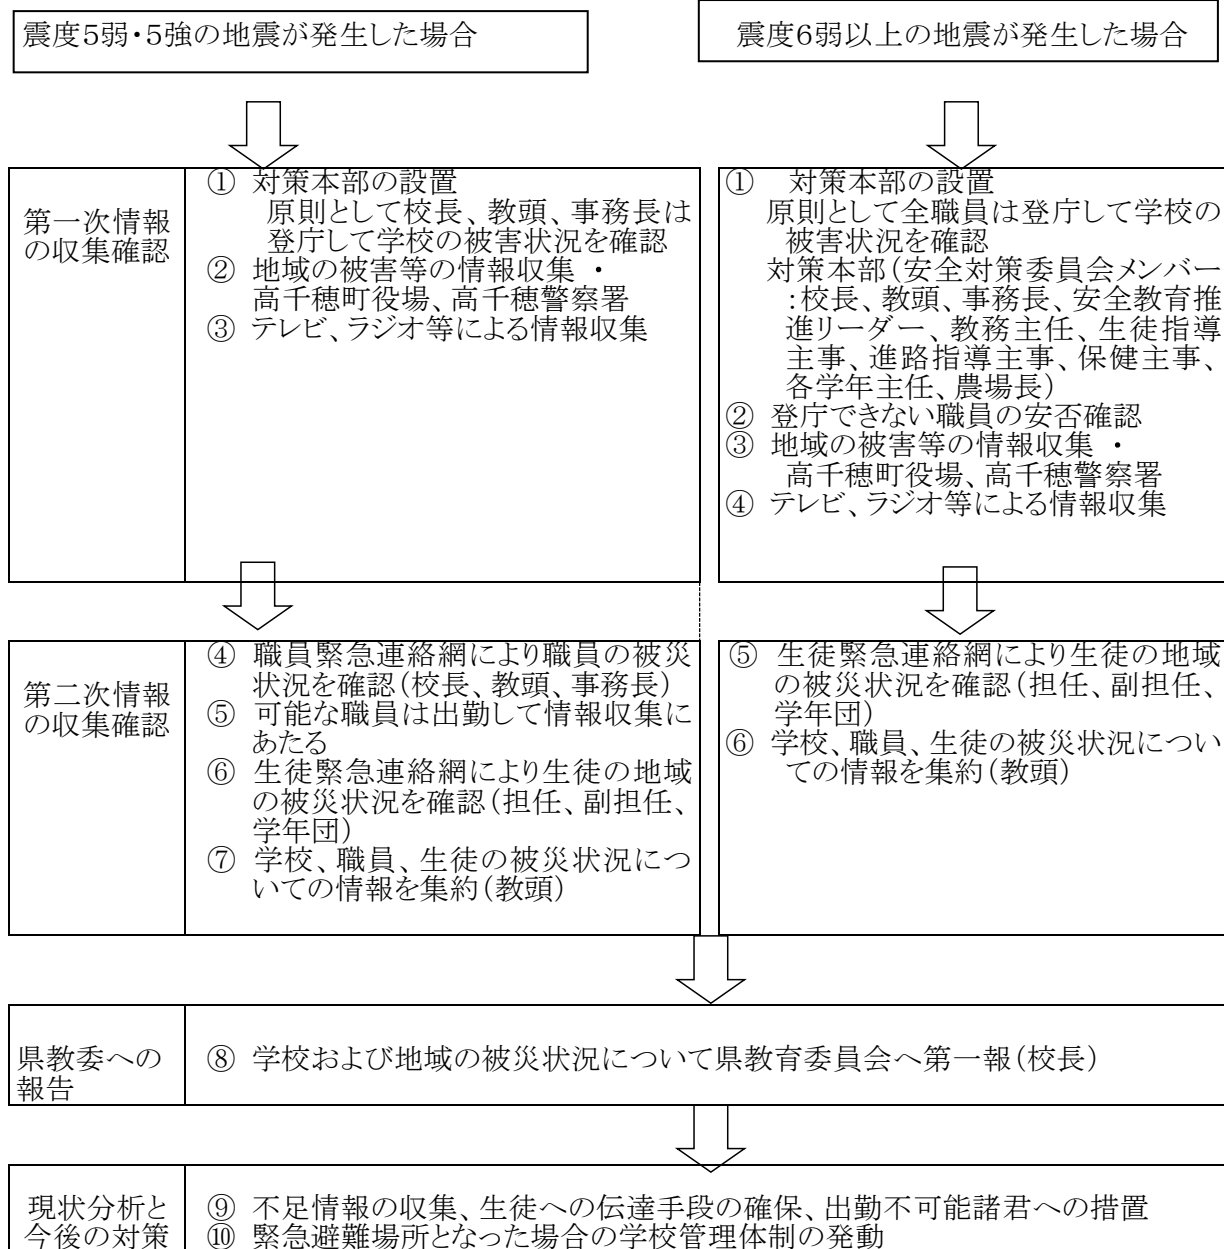 震度5弱・5強の地震が発生した場合
震度6弱以上の地震が発生した場合
第一次情報
の収集確認
① 対策本部の設置
原則として校長、教頭、事務長は
登庁して学校の被害状況を確認
② 地域の被害等の情報収集 ・
高千穂町役場、高千穂警察署
③ テレビ、ラジオ等による情報収集
① 対策本部の設置
原則として全職員は登庁して学校の
被害状況を確認
対策本部(安全対策委員会メンバー
:校長、教頭、事務長、安全教育推
進リーダー、教務主任、生徒指導
主事、進路指導主事、保健主事、
各学年主任、農場長)
② 登庁できない職員の安否確認
③ 地域の被害等の情報収集 ・
高千穂町役場、高千穂警察署
④ テレビ、ラジオ等による情報収集
第二次情報
の収集確認
④ 職員緊急連絡網により職員の被災
状況を確認(校長、教頭、事務長)
⑤ 可能な職員は出勤して情報収集に
あたる
⑥ 生徒緊急連絡網により生徒の地域
の被災状況を確認(担任、副担任、
学年団)
⑦ 学校、職員、生徒の被災状況につ
いての情報を集約(教頭)
⑤ 生徒緊急連絡網により生徒の地域
の被災状況を確認(担任、副担任、
学年団)
⑥ 学校、職員、生徒の被災状況につい
ての情報を集約(教頭)
県教委への
報告
⑧ 学校および地域の被災状況について県教育委員会へ第一報(校長)
現状分析と
今後の対策
⑨ 不足情報の収集、生徒への伝達手段の確保、出勤不可能諸君への措置
⑩ 緊急避難場所となった場合の学校管理体制の発動